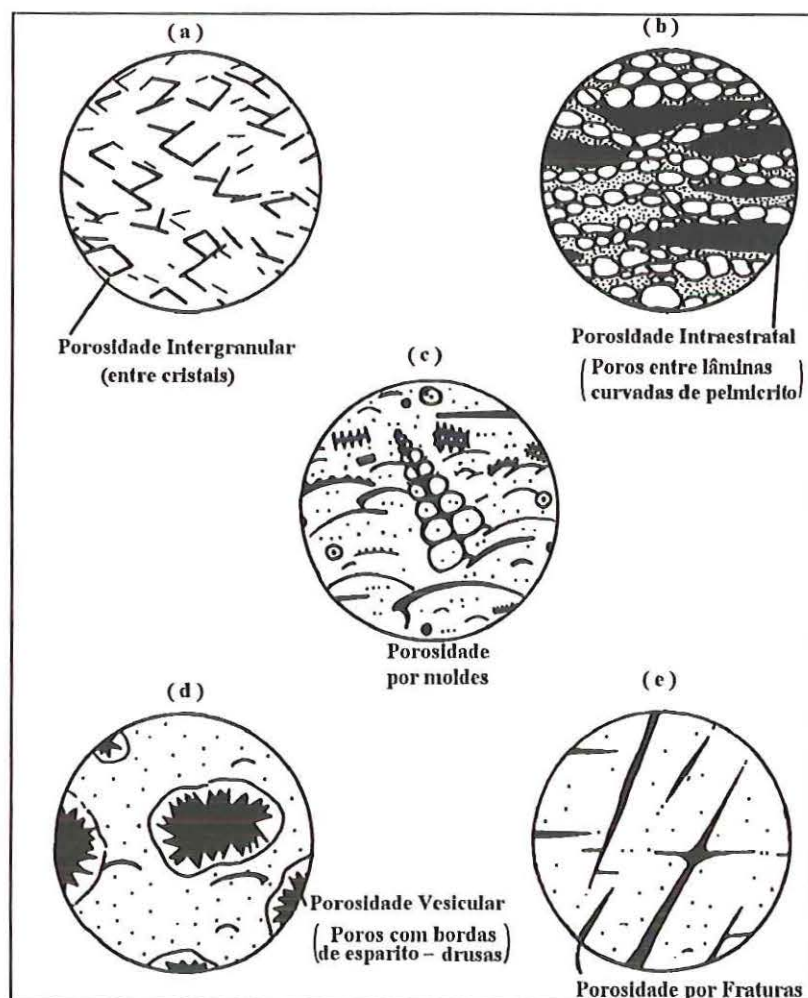 ( a )
( b )
Porosidade Intergranular
(entre cristais)
Porosidade Intraestratal
( Poros entre lâminas
curvadas de pelmicrito )
( c )
Porosidade
por moldes
( d )
( e )
Porosidade Vesicular
( Poros com bordas
de esparito – drusas )
Porosidade por Fraturas